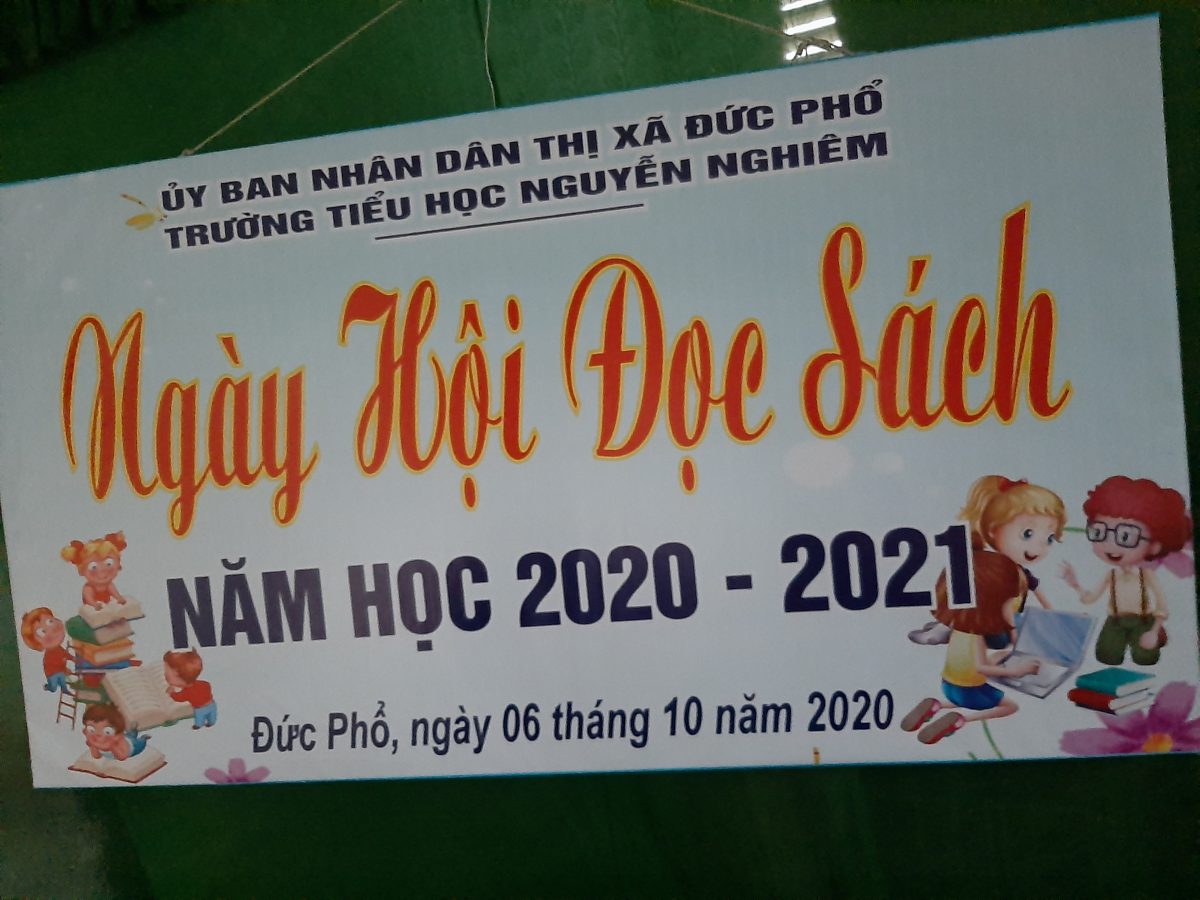 ỦY BAN NHÂN DÂN THỊ XÃ ĐỨC PHỔ
TRƯỜNG TIỂU HỌC NGUYỄN NGHIÊM
Ngày Hội Đọc Sách
NĂM HỌC 2020 - 2021
Đức Phổ, ngày 06 tháng 10 năm 2020